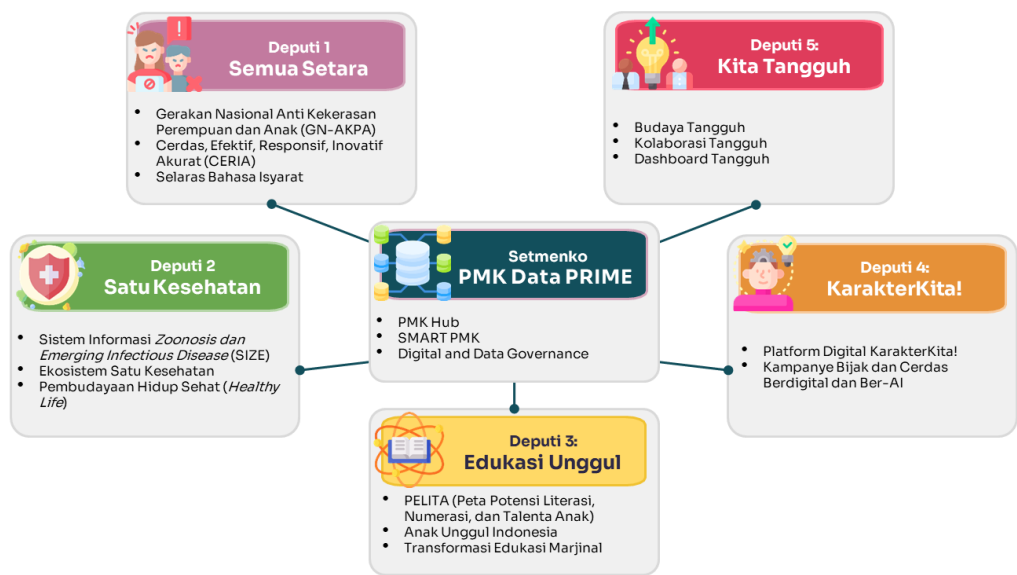 Deputi 1
Semua Setara
• Gerakan Nasional Anti Kekerasan
Perempuan dan Anak (GN-AKPA)
• Cerdas, Efektif, Responsif, Inovatif
Akurat (CERIA)
• Selaras Bahasa Isyarat
Deputi 5:
Kita Tangguh
• Budaya Tangguh
• Kolaborasi Tangguh
• Dashboard Tangguh
Deputi 2
Satu Kesehatan
• Sistem Informasi Zoonosis dan
Emerging Infectious Disease (SIZE)
• Ekosistem Satu Kesehatan
• Pembudayaan Hidup Sehat (Healthy
Life)
Setmenko
PMK Data PRIME
• PMK Hub
• SMART PMK
• Digital and Data Governance
Deputi 4:
KarakterKita!
• Platform Digital KarakterKita!
• Kampanye Bijak dan Cerdas
Berdigital dan Ber-AI
Deputi 3:
Edukasi Unggul
• PELITA (Peta Potensi Literasi,
Numerasi, dan Talenta Anak)
• Anak Unggul Indonesia
• Transformasi Edukasi Marjinal